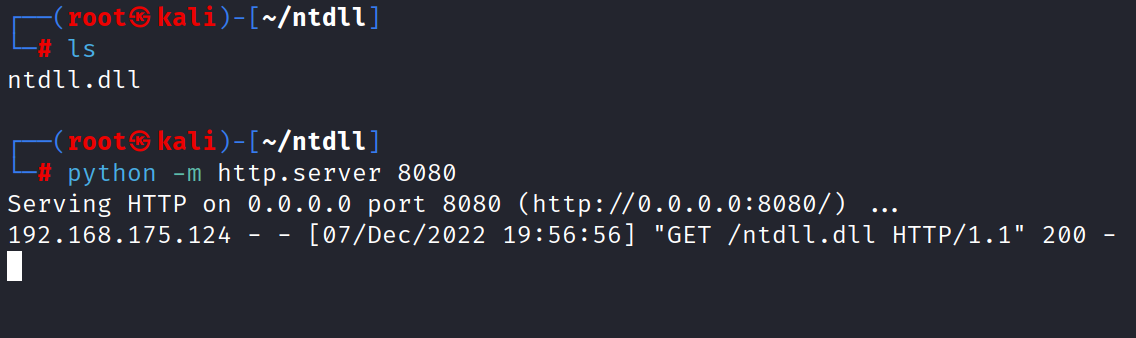 ┌──(root㉿kali)-[~/ntdll]
└─# ls
ntdll.dll
┌──(root㉿kali)-[~/ntdll]
└─# python -m http.server 8080
Serving HTTP on 0.0.0.0 port 8080 (http://0.0.0.0:8080/) ...
192.168.175.124 - - [07/Dec/2022 19:56:56] "GET /ntdll.dll HTTP/1.1" 200 -